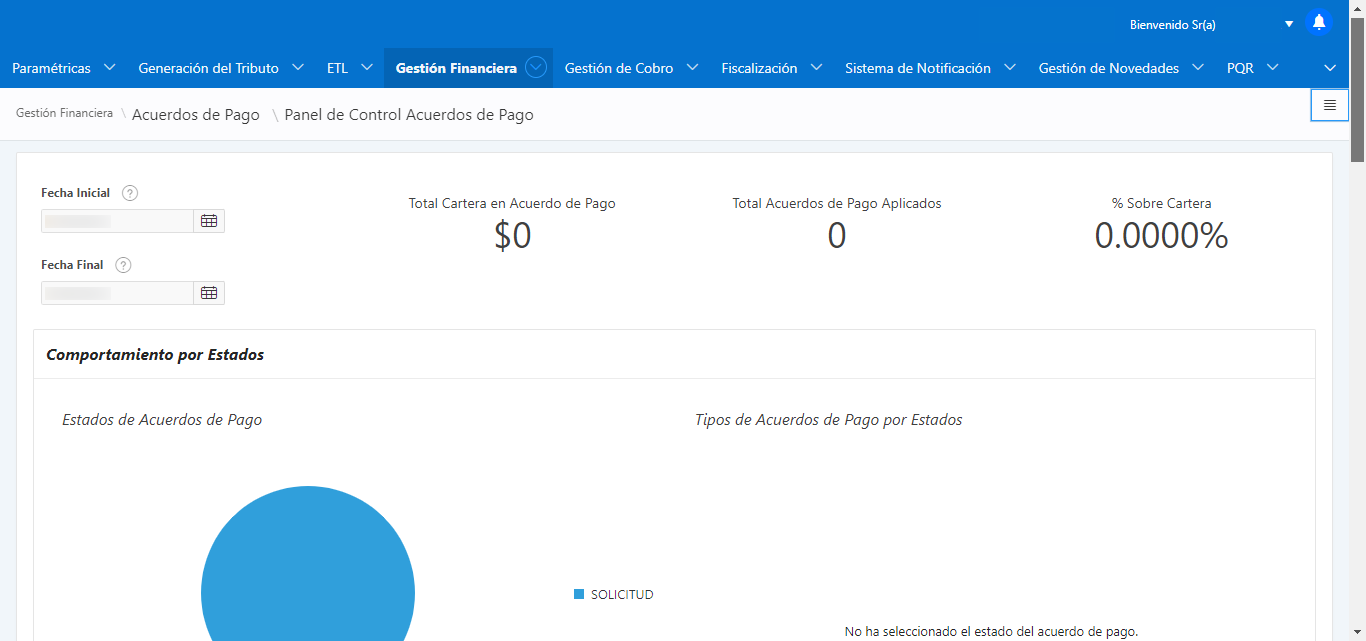 Bienvenido Sr(a)
Paramétricas Generación del Tributo ETL Gestión Financiera Gestión de Cobro Fiscalización Sistema de Notificación Gestión de Novedades PQR
Gestión Financiera \ Acuerdos de Pago \ Panel de Control Acuerdos de Pago
Fecha Inicial ?
Total Cartera en Acuerdo de Pago
$0
Total Acuerdos de Pago Aplicados
0
% Sobre Cartera
0.0000%
Fecha Final ?
Comportamiento por Estados
Estados de Acuerdos de Pago
Tipos de Acuerdos de Pago por Estados
SOLICITUD
No ha seleccionado el estado del acuerdo de pago.